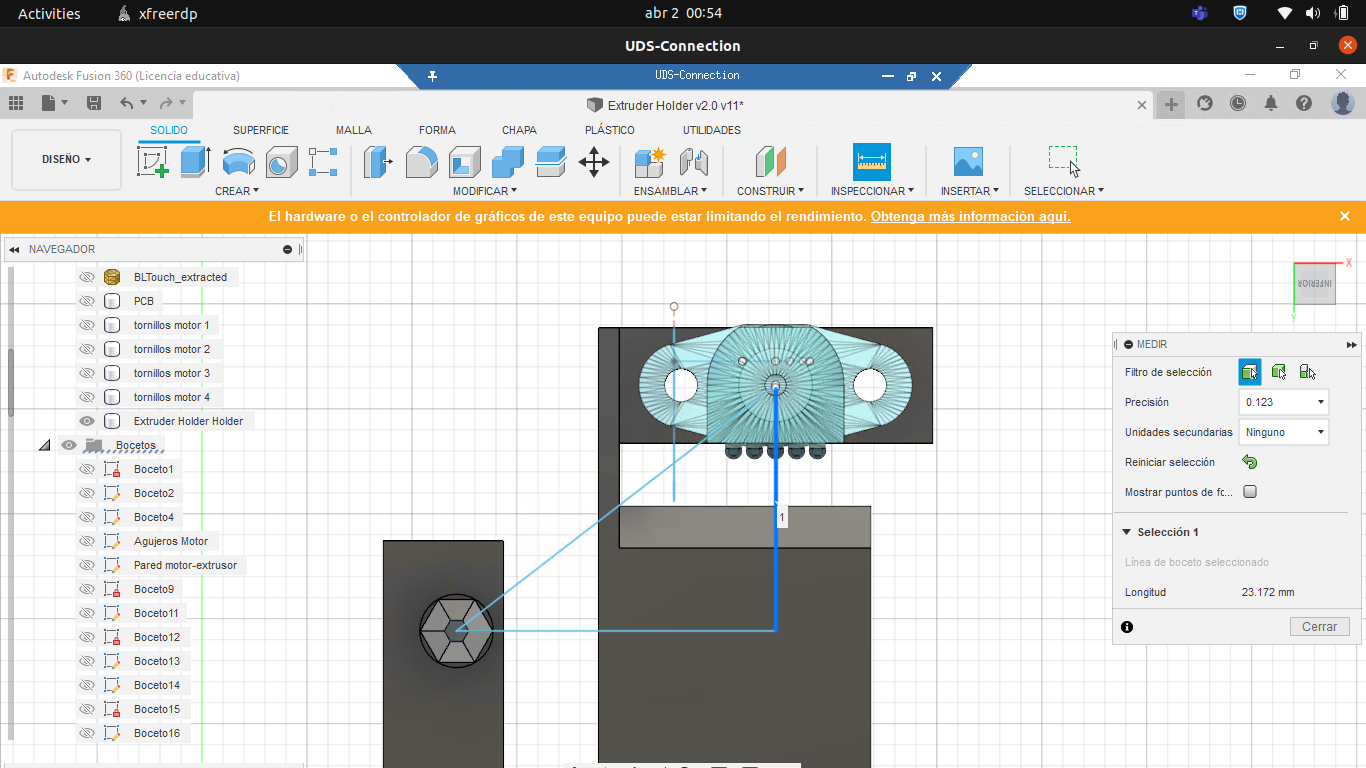 Activities
xfreerdp
abr 2 00:54
UDS-Connection
Autodesk Fusion 360 (Licencia educativa)
UDS-Connection
Extruder Holder v2.0 v11*
SOLIDO
SUPERFICIE
MALLA
FORMA
CHAPA
PLÁSTICO
UTILIDADES
DISEÑO
CREAR
MODIFICAR
ENSAMBLAR
CONSTRUIR
INSPECCIONAR
INSERTAR
SELECCIONAR
El hardware o el controlador de gráficos de este equipo puede estar limitando el rendimiento. Obtenga más información aquí.
NAVEGADOR
BLTouch_extracted
PCB
tornillos motor 1
tornillos motor 2
tornillos motor 3
tornillos motor 4
Extruder Holder Holder
Bocetos
Boceto1
Boceto2
Boceto4
Agujeros Motor
Pared motor-extrusor
Boceto9
Boceto11
Boceto12
Boceto13
Boceto14
Boceto15
Boceto16
1
X
INFERIOR
Y
MEDIR
Filtro de selección
Precisión 0.123
Unidades secundarias Ninguno
Reiniciar selección
Mostrar puntos de fo...
Selección 1
Línea de boceto seleccionado
Longitud 23.172 mm
Cerrar